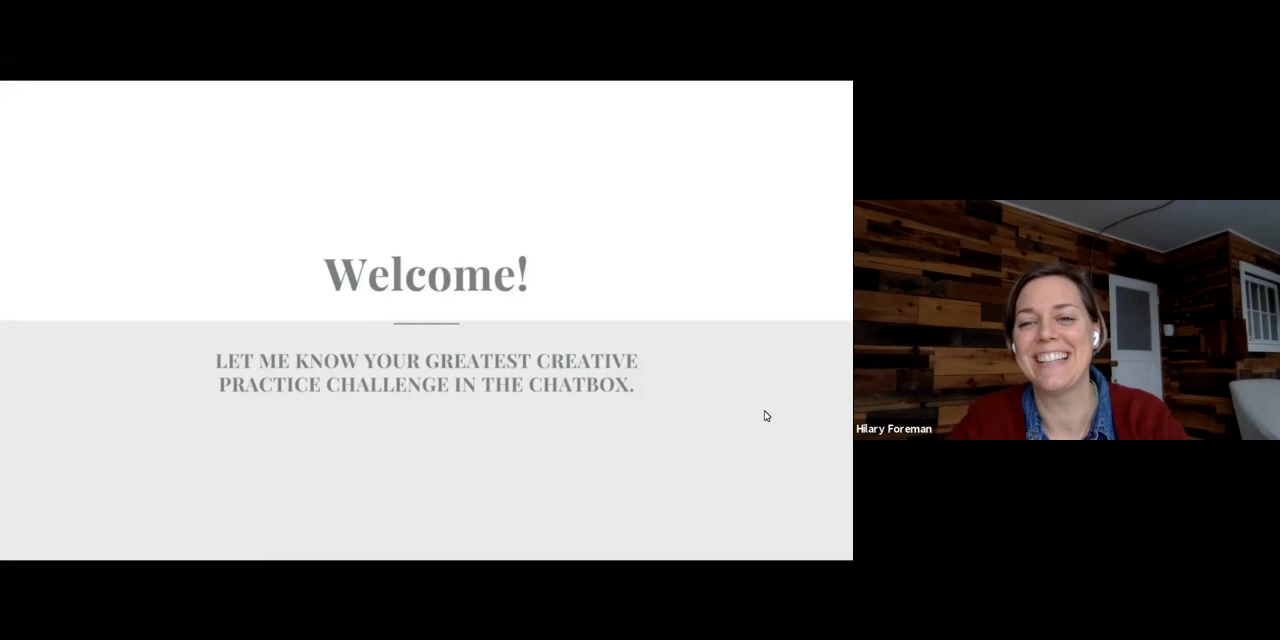 Welcome!
LET ME KNOW YOUR GREATEST CREATIVE
PRACTICE CHALLENGE IN THE CHATBOX.
Hilary Foreman